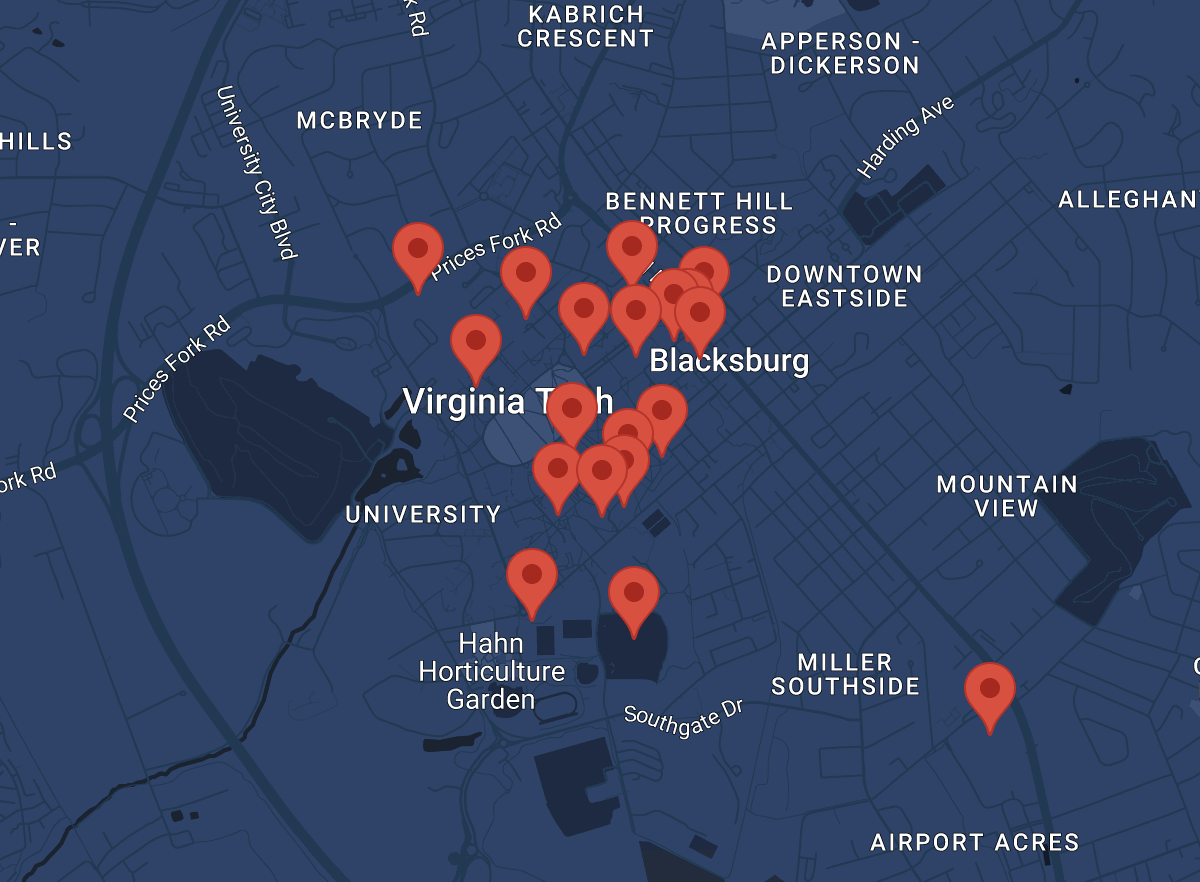 KABRICH
CRESCENT
APPERSON -
DICKERSON
Harding Ave
University City Blvd
MCBRYDE
HILLS
BENNETT HILL
PROGRESS
ALLEGHAN
-
VER
Prices Fork Rd
DOWNTOWN
EASTSIDE
Prices Fork Rd
Blacksburg
Virginia T h
ork Rd
MOUNTAIN
VIEW
UNIVERSITY
Hahn
Horticulture
Garden
MILLER
SOUTHSIDE
Southgate Dr
AIRPORT ACRES